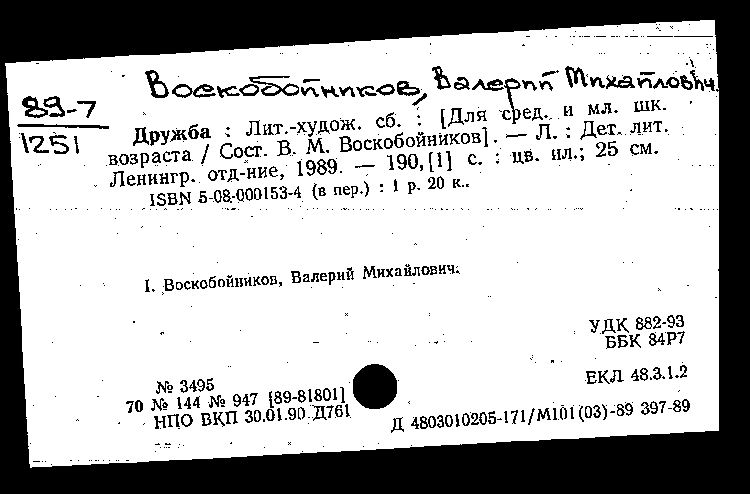 Воскобойников, Валерий Михайлович.
89-7
1251
Дружба : Лит.-худож. сб. : [Для сред. и мл. шк.
возраста / Сост. В. М. Воскобойников]. — Л. : Дет. лит.
Ленингр. отд-ние, 1989. — 190,[1] с. : цв. ил.; 25 см.
ISBN 5-08-000153-4 (в пер.) : 1 р. 20 к..
I. Воскобойников, Валерий Михайлович.
УДК 882-93
ББК 84Р7
№ 3495
ЕКЛ 48.3.1.2
70 № 144 № 947 [89-81801]
НПО ВКП 30.01.90 Д761
Д 4803010205-171/М101(03)-89 397-89